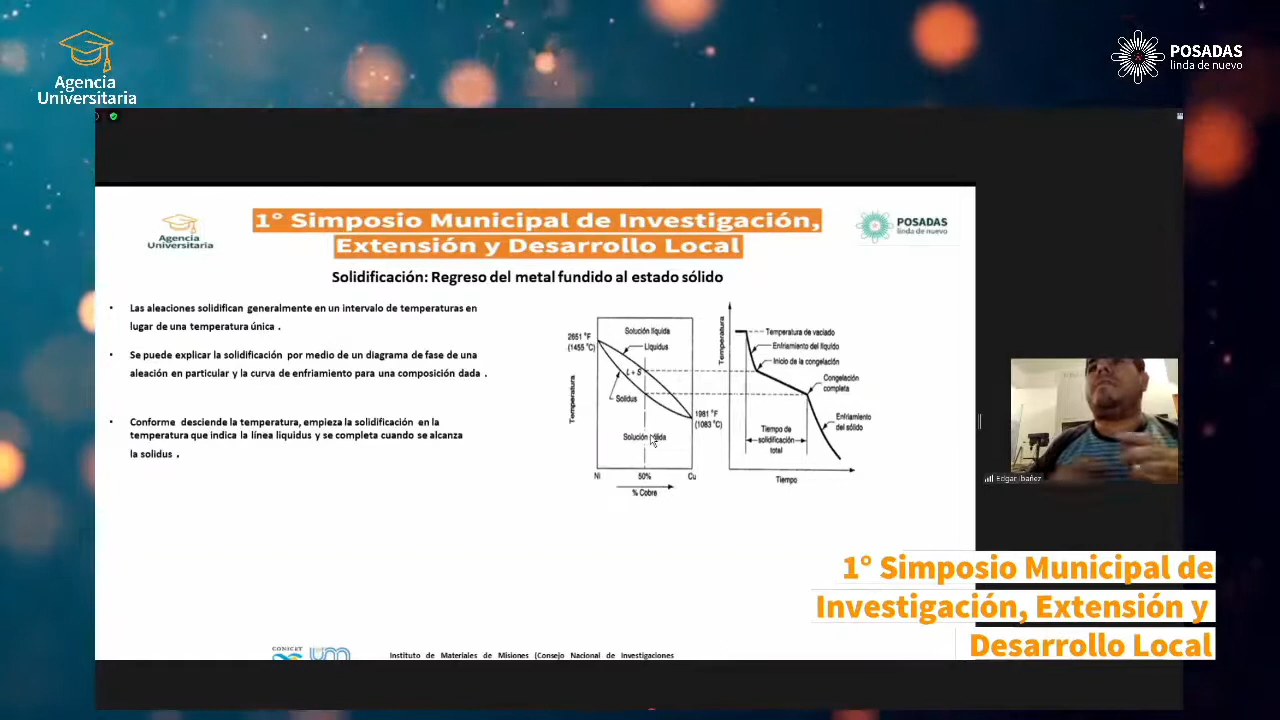 Agencia
Universitaria
POSADAS
linda de nuevo
1° Simposio Municipal de Investigación,
Extensión y Desarrollo Local
Agencia
Universitaria
POSADAS
linda de nuevo
Solidificación: Regreso del metal fundido al estado sólido
Las aleaciones solidifican generalmente en un intervalo de temperaturas en
lugar de una temperatura única .
Se puede explicar la solidificación por medio de un diagrama de fase de una
aleación en particular y la curva de enfriamiento para una composición dada .
Conforme desciende la temperatura, empieza la solidificación en la
temperatura que indica la línea liquidus y se completa cuando se alcanza
la solidus .
2651 °F
(1455 °C)
Solución líquida
Liquidus
L + S
Solidus
Temperatura
1981 °F
(1083 °C)
Solución sólida
Ni
50%
Cu
% Cobre
Temperatura
Temperatura de vaciado
Enfriamiento del líquido
Inicio de la congelación
Congelación
completa
Tiempo de
solidificación
total
Enfriamiento
del sólido
Tiempo
Edgar Ibañez
CONICET
Instituto de Materiales de Misiones (Consejo Nacional de Investigaciones
1° Simposio Municipal de
Investigación, Extensión y
Desarrollo Local